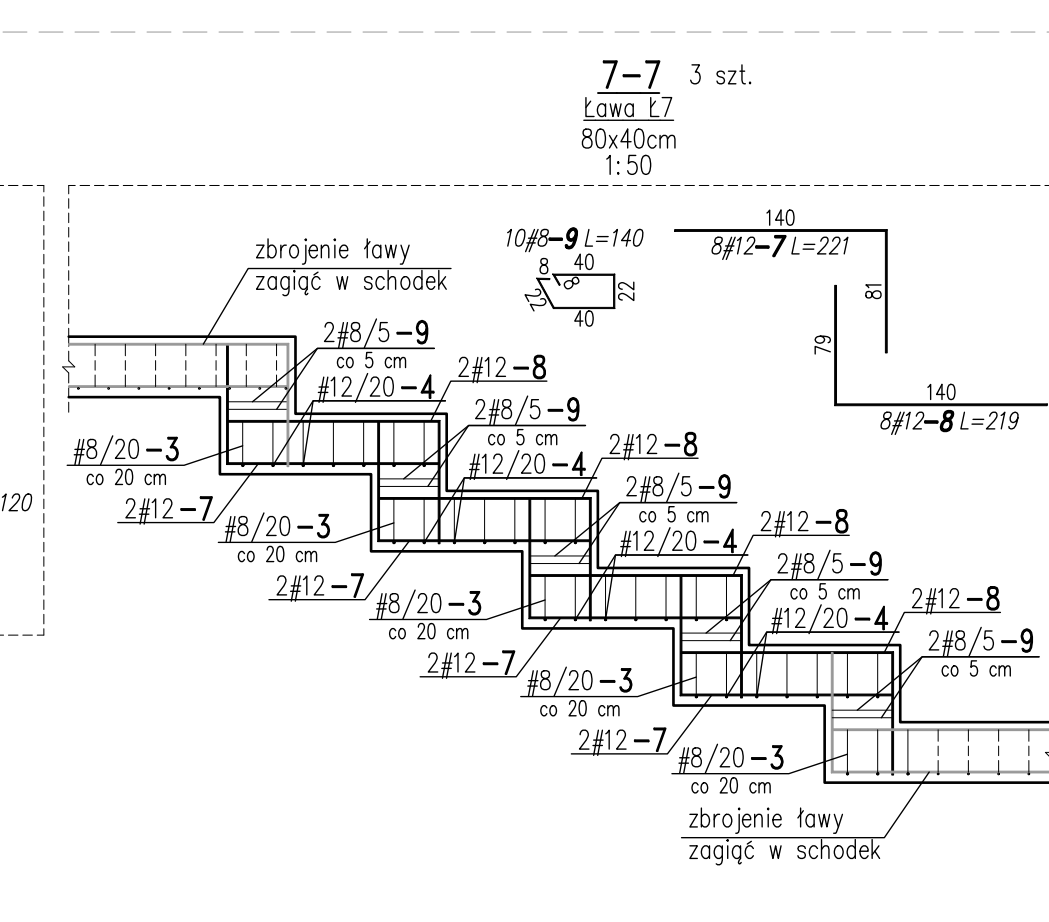 7-7 3 szt.
Ława Ł7
80x40cm
1:50
140
10#8-9 L=140
8#12-7 L=221
8 40
8
22
22
40
81
79
140
8#12-8 L=219
zbrojenie ławy
zagiąć w schodek
2#8/5-9
co 5 cm
2#12-8
#12/20-4
#8/20-3
co 20 cm
2#12-7
2#8/5-9
co 5 cm
2#12-8
#12/20-4
#8/20-3
co 20 cm
2#12-7
2#8/5-9
co 5 cm
2#12-8
#12/20-4
#8/20-3
co 20 cm
2#12-7
2#8/5-9
co 5 cm
2#12-8
#12/20-4
#8/20-3
co 20 cm
2#12-7
2#8/5-9
co 5 cm
#8/20-3
co 20 cm
zbrojenie ławy
zagiąć w schodek
120